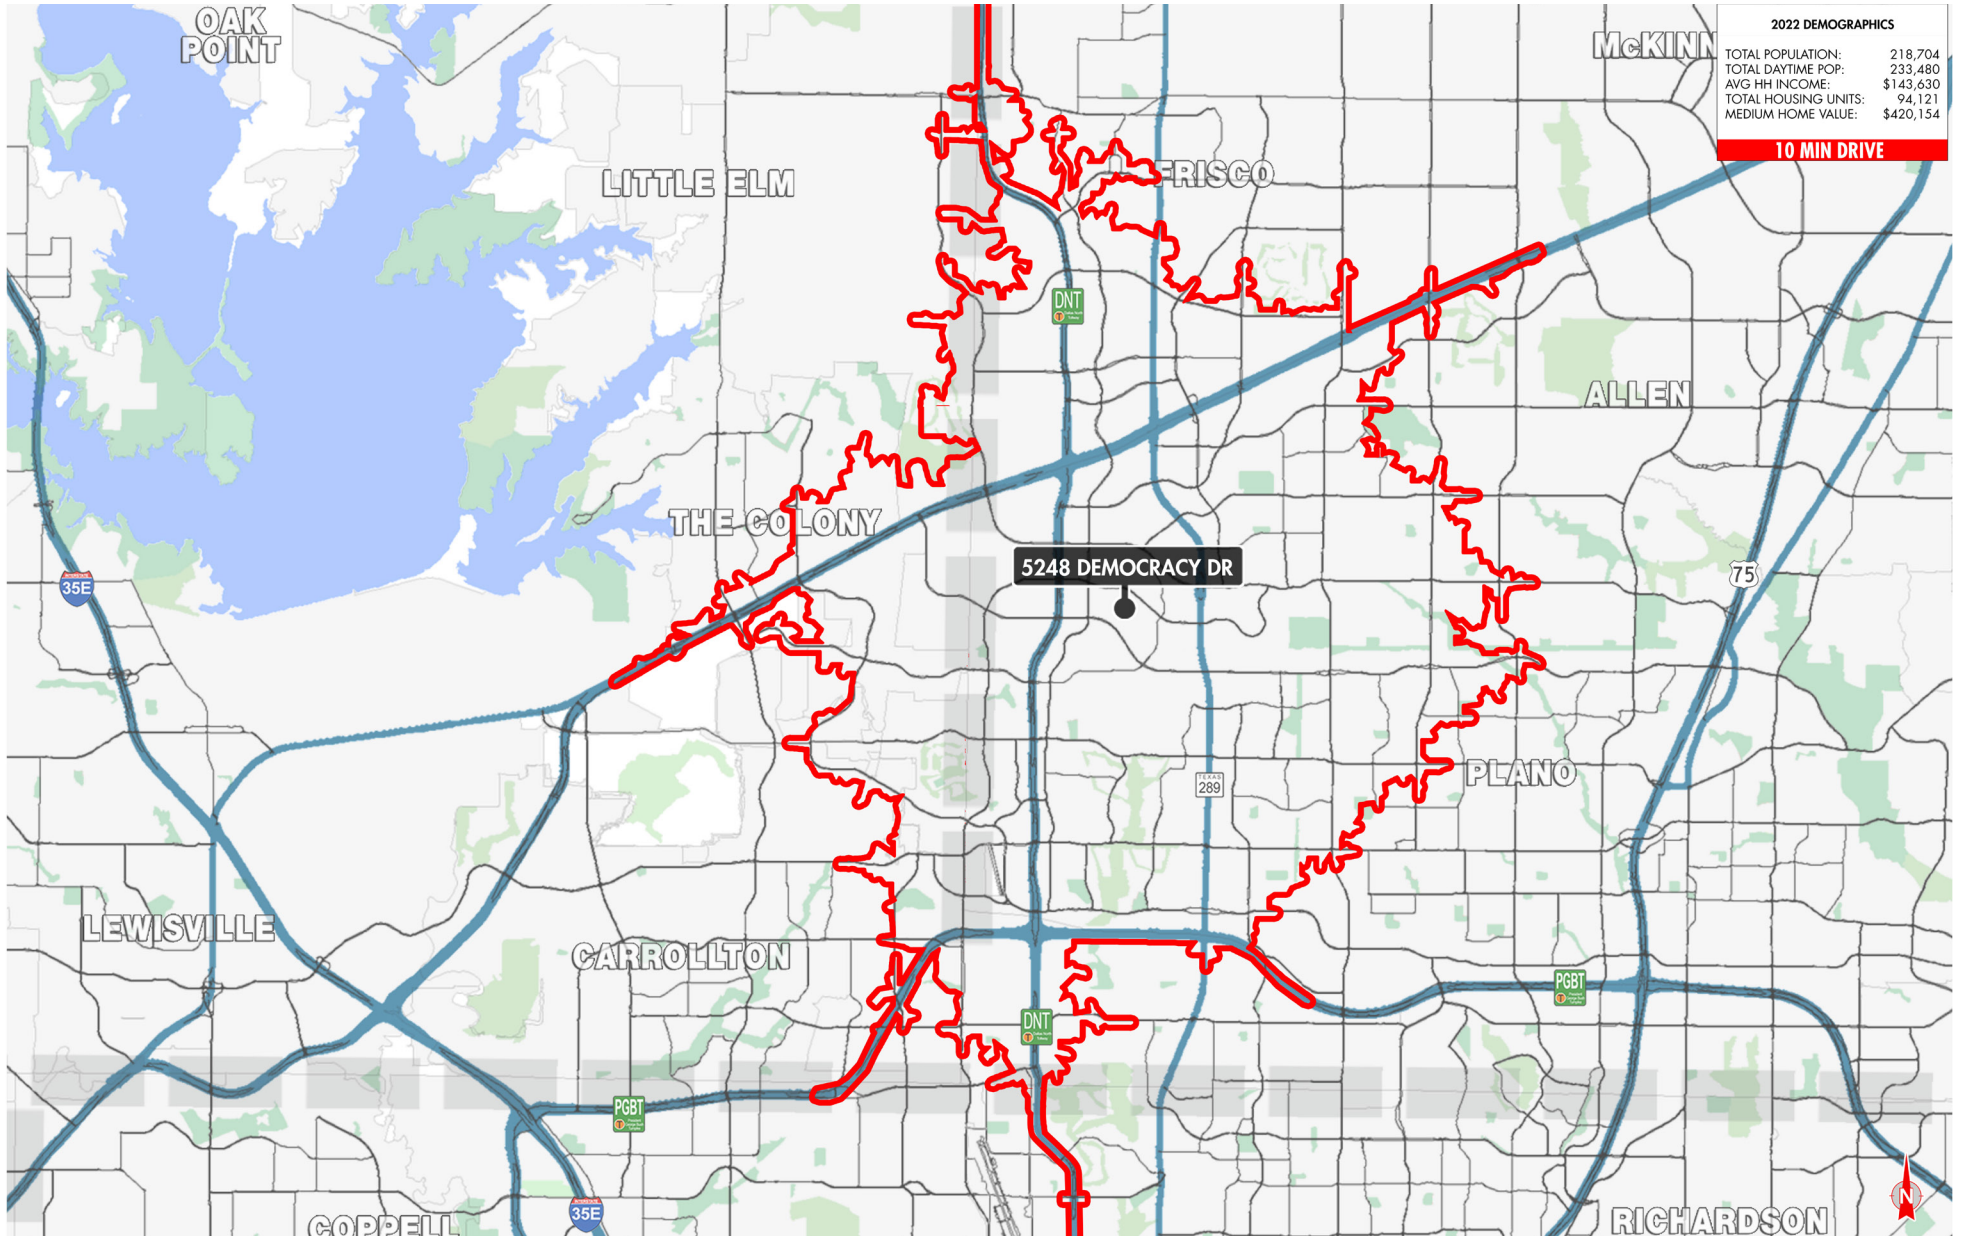 OAK
POINT
McKINN
2022 DEMOGRAPHICS
TOTAL POPULATION: 218,704
TOTAL DAYTIME POP: 233,480
AVG HH INCOME: $143,630
TOTAL HOUSING UNITS: 94,121
MEDIUM HOME VALUE: $420,154
10 MIN DRIVE
LITTLE ELM
FRISCO
DNT
ALLEN
THE COLONY
5248 DEMOCRACY DR
35E
75
PLANO
TEXAS
289
LEWISVILLE
CARROLLTON
PGBT
DNT
PGBT
35E
COPPELL
RICHARDSON
N